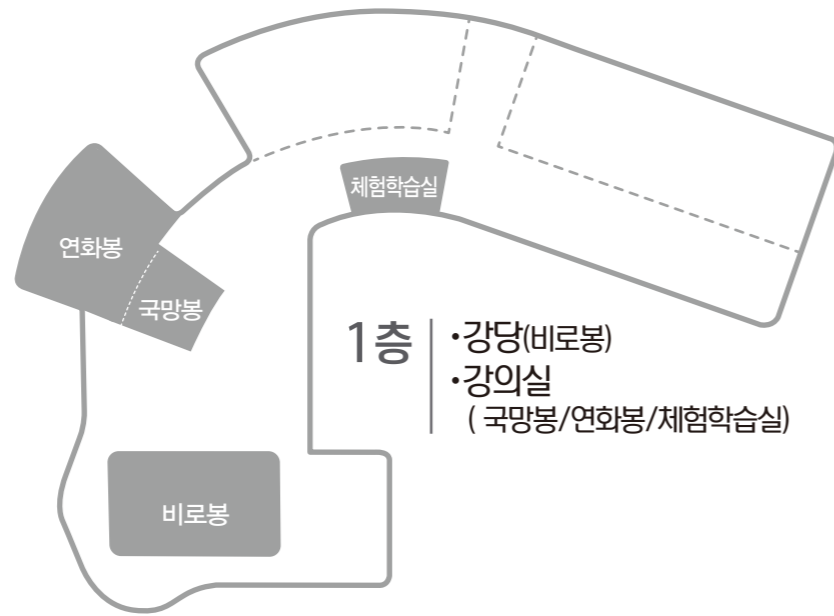 체험학습실
연화봉
국망봉
1층
·강당(비로봉)
·강의실
( 국망봉/연화봉/체험학습실)
비로봉